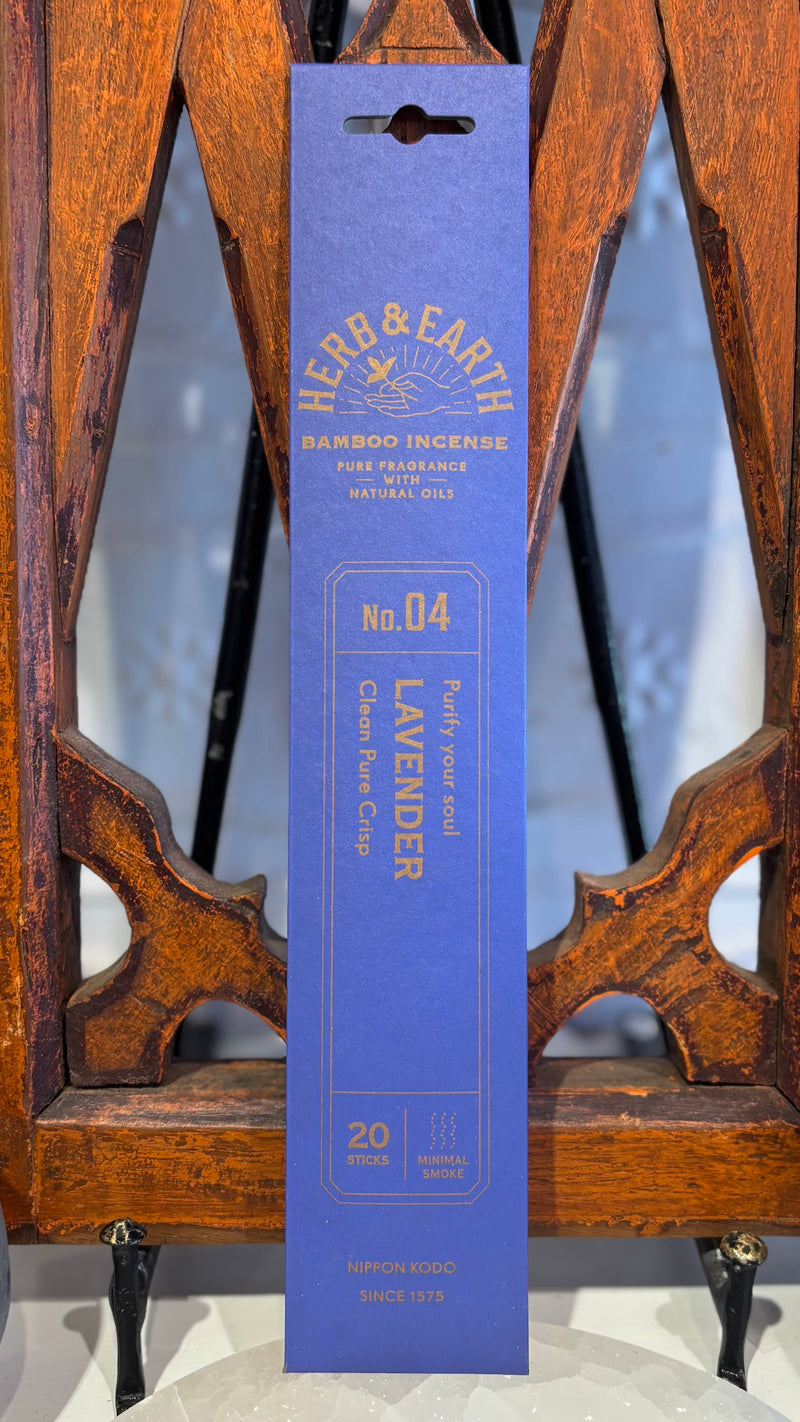 HERB & EARTH
BAMBOO INCENSE
PURE FRAGRANCE
WITH
NATURAL OILS
No.04
Purify your soul
LAVENDER
Clean Pure Crisp
20
STICKS
MINIMAL
SMOKE
NIPPON KODO
SINCE 1575